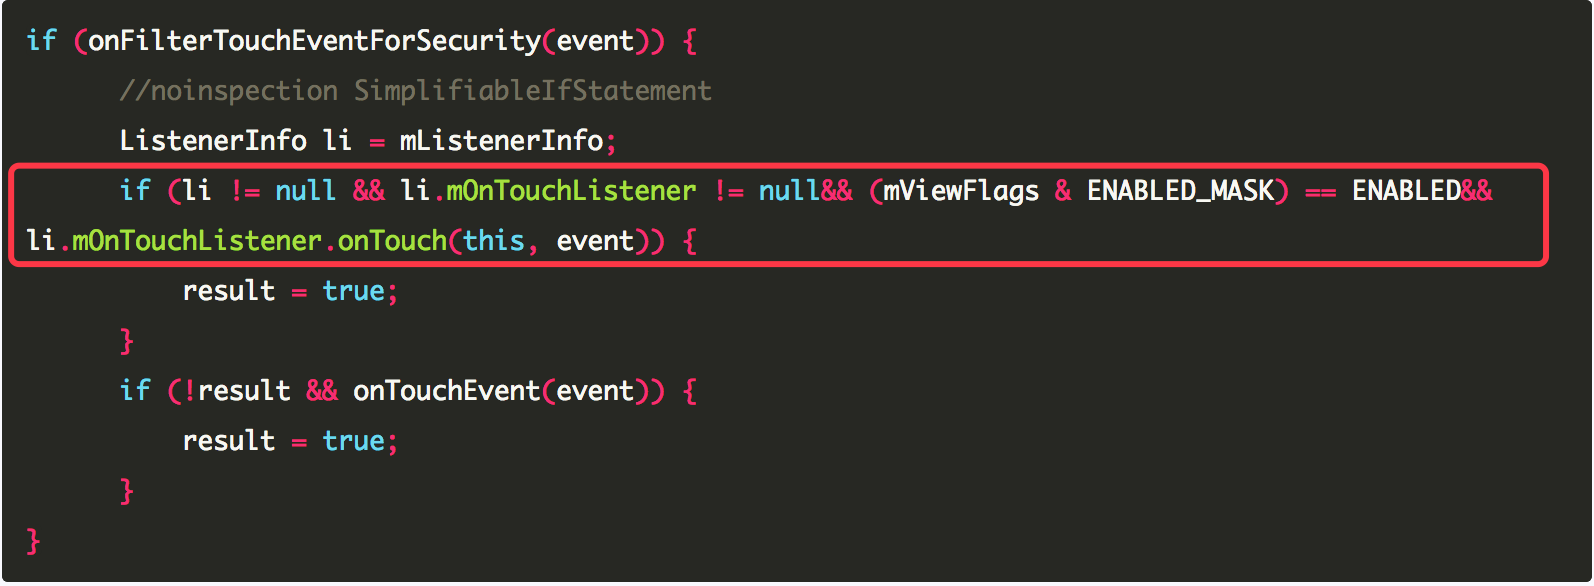 if (onFilterTouchEventForSecurity(event)) {
//noinspection SimplifiableIfStatement
ListenerInfo li = mListenerInfo;
if (li != null && li.mOnTouchListener != null&& (mViewFlags & ENABLED_MASK) == ENABLED&&
li.mOnTouchListener.onTouch(this, event)) {
result = true;
}
if (!result && onTouchEvent(event)) {
result = true;
}
}